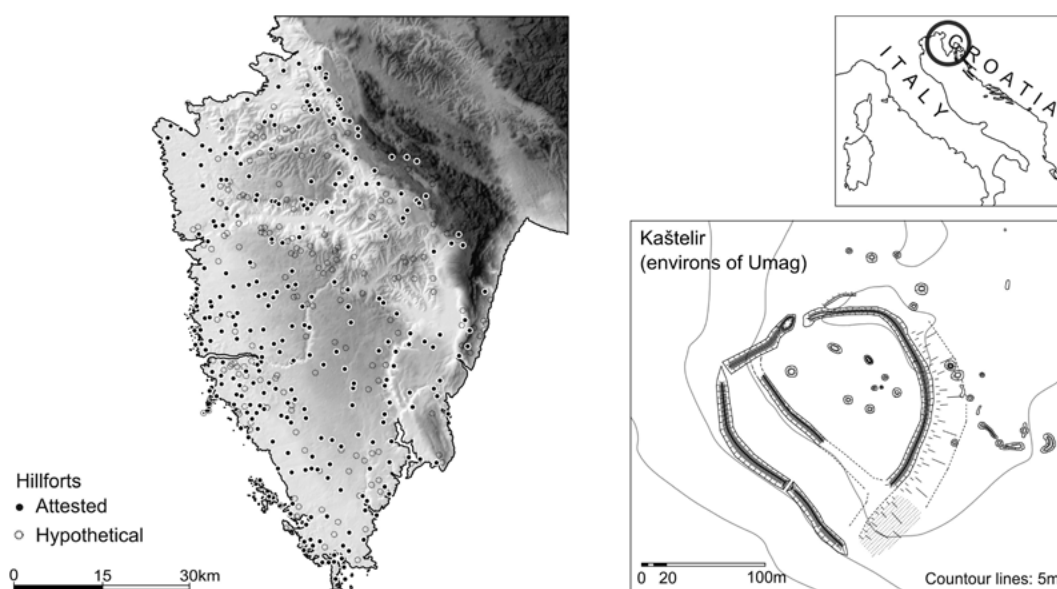 Hillforts
Attested
Hypothetical
0 15 30km
ITALY
CROATIA
Kaštelir
(environs of Umag)
0 20 100m
Countour lines: 5m